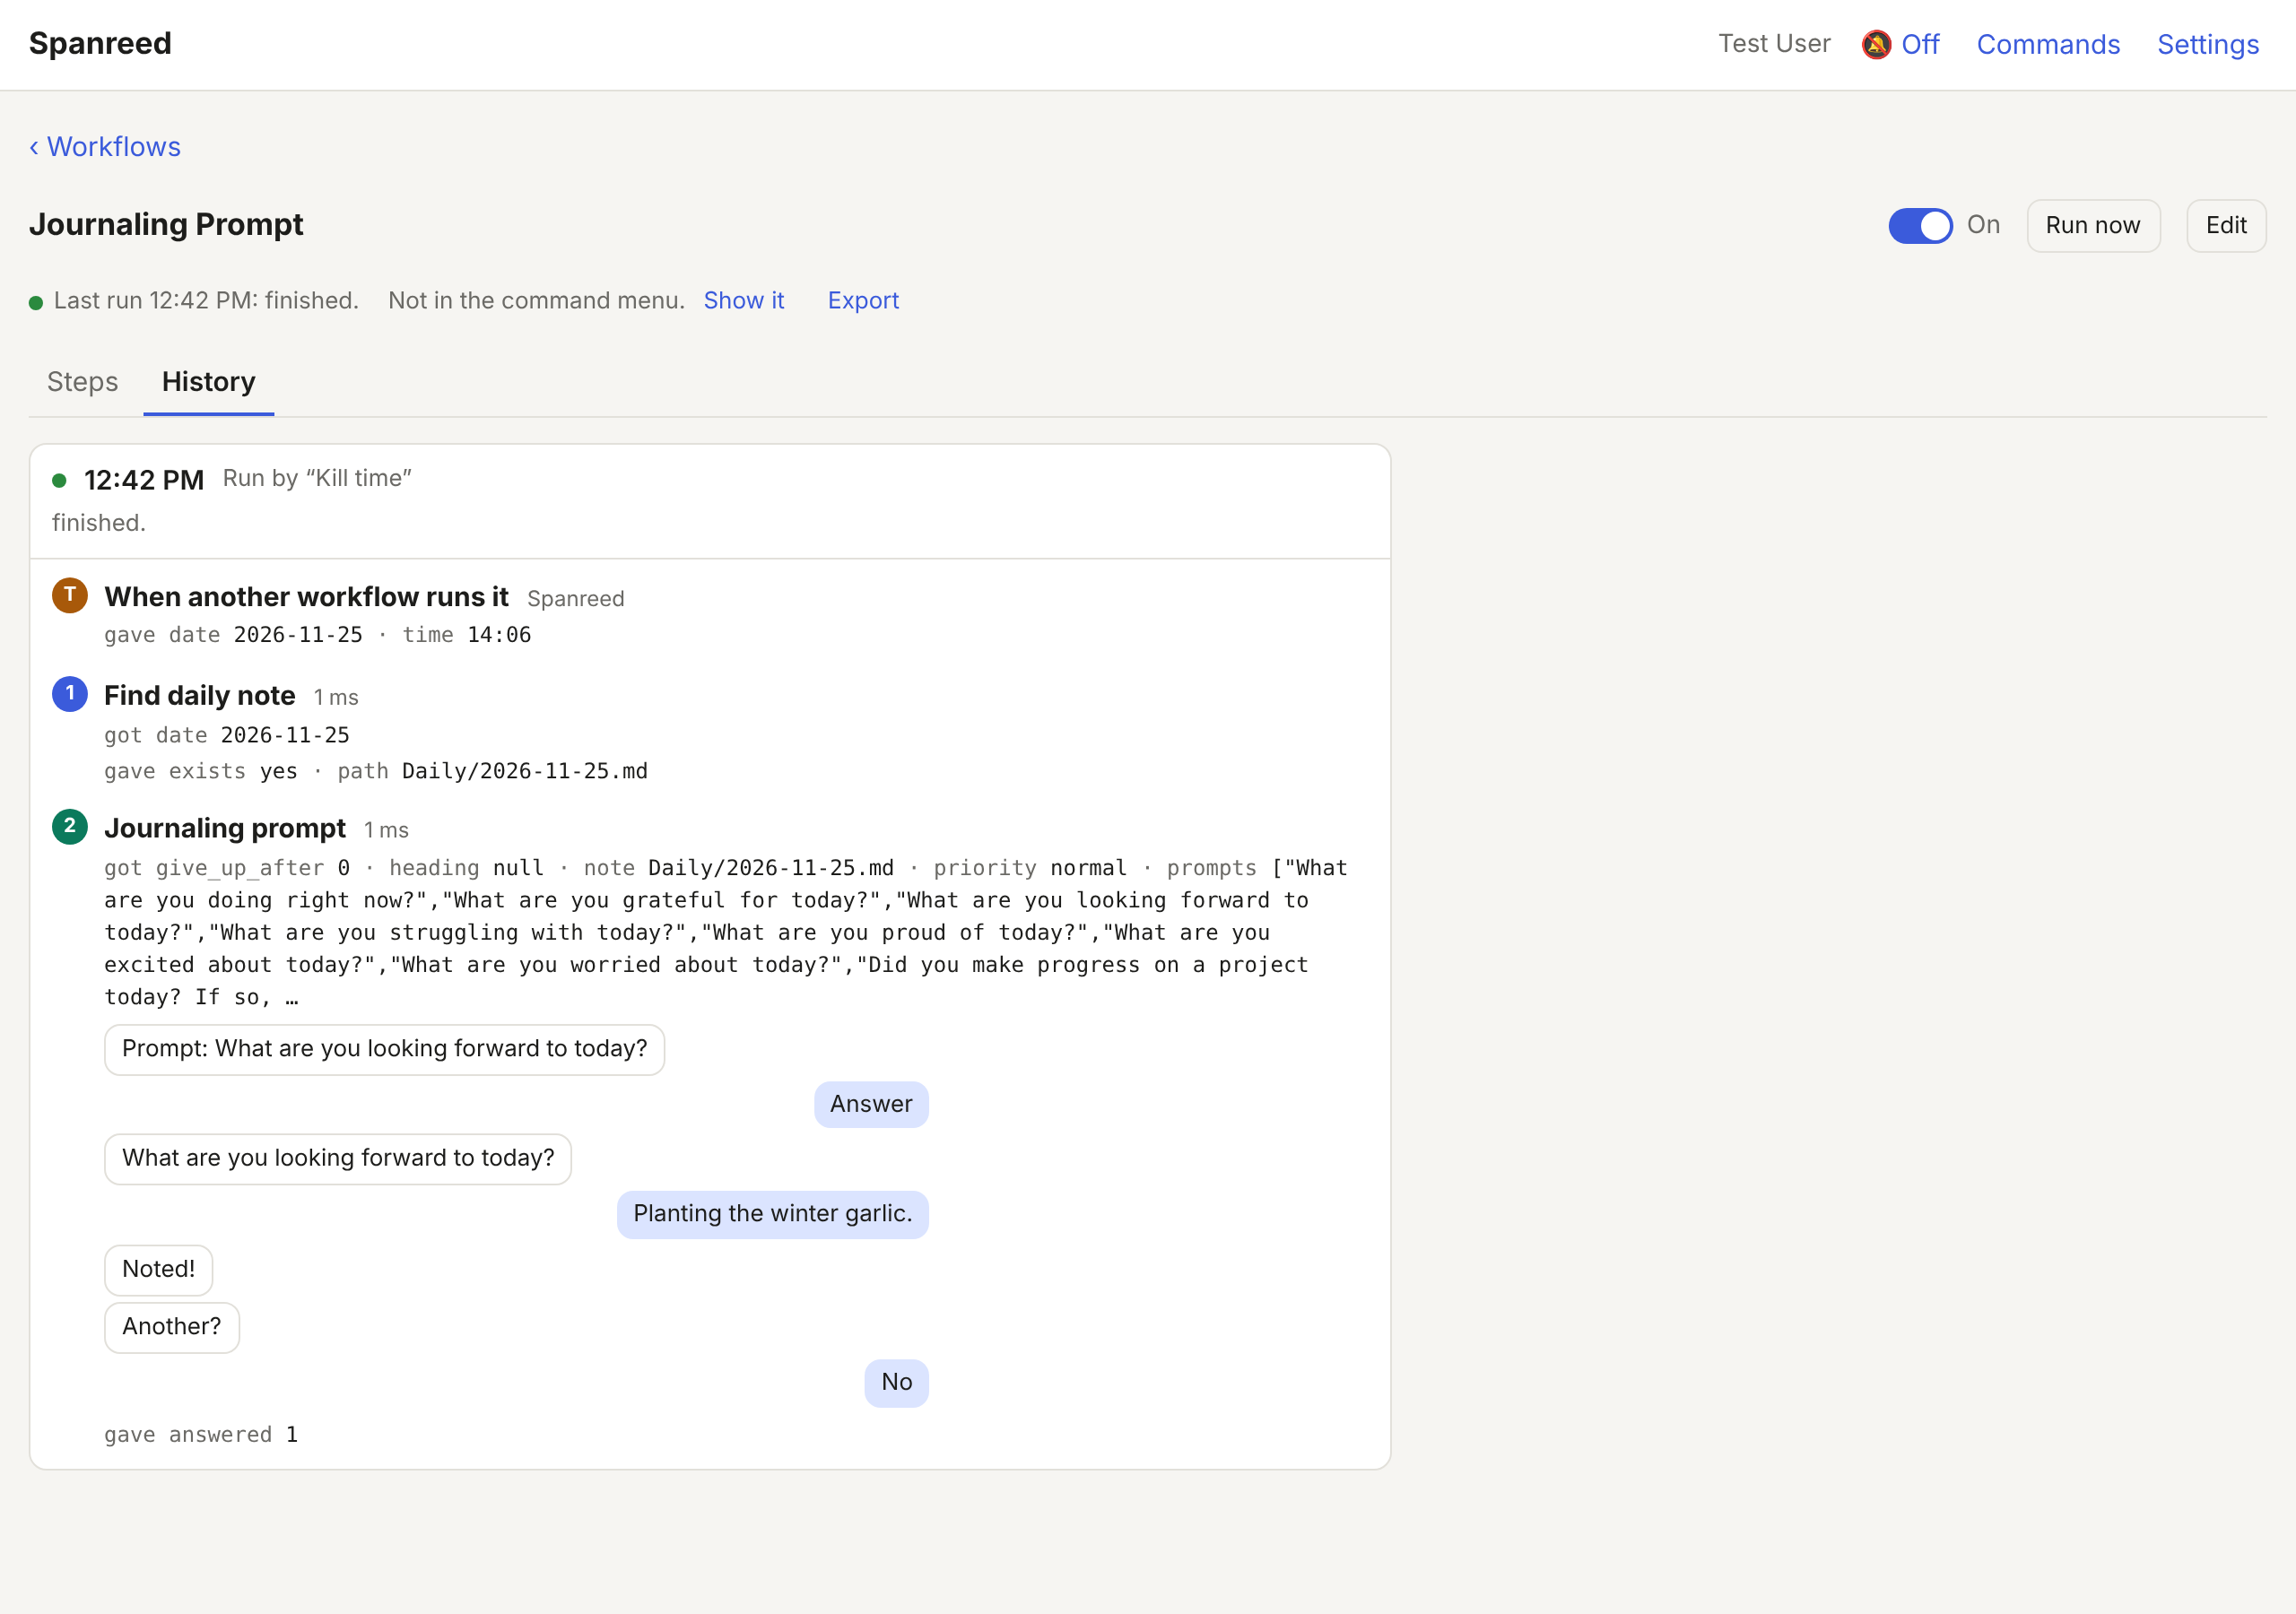 Spanreed
Test User 🔕 Off Commands Settings
‹ Workflows
Journaling Prompt
On Run now Edit
Last run 12:42 PM: finished. Not in the command menu. Show it Export
Steps History
12:42 PM Run by “Kill time”
finished.
T When another workflow runs it Spanreed
gave date 2026-11-25 · time 14:06
1 Find daily note 1 ms
got date 2026-11-25
gave exists yes · path Daily/2026-11-25.md
2 Journaling prompt 1 ms
got give_up_after 0 · heading null · note Daily/2026-11-25.md · priority normal · prompts ["What
are you doing right now?","What are you grateful for today?","What are you looking forward to
today?","What are you struggling with today?","What are you proud of today?","What are you
excited about today?","What are you worried about today?","Did you make progress on a project
today? If so, …
Prompt: What are you looking forward to today?
Answer
What are you looking forward to today?
Planting the winter garlic.
Noted!
Another?
No
gave answered 1